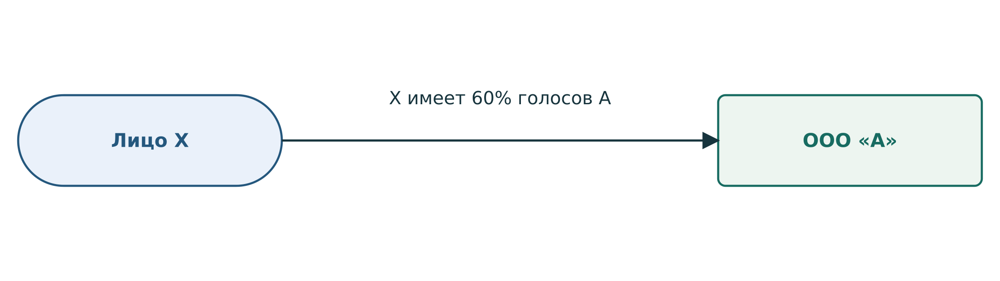 X имеет 60% голосов А
Лицо X
ООО «А»